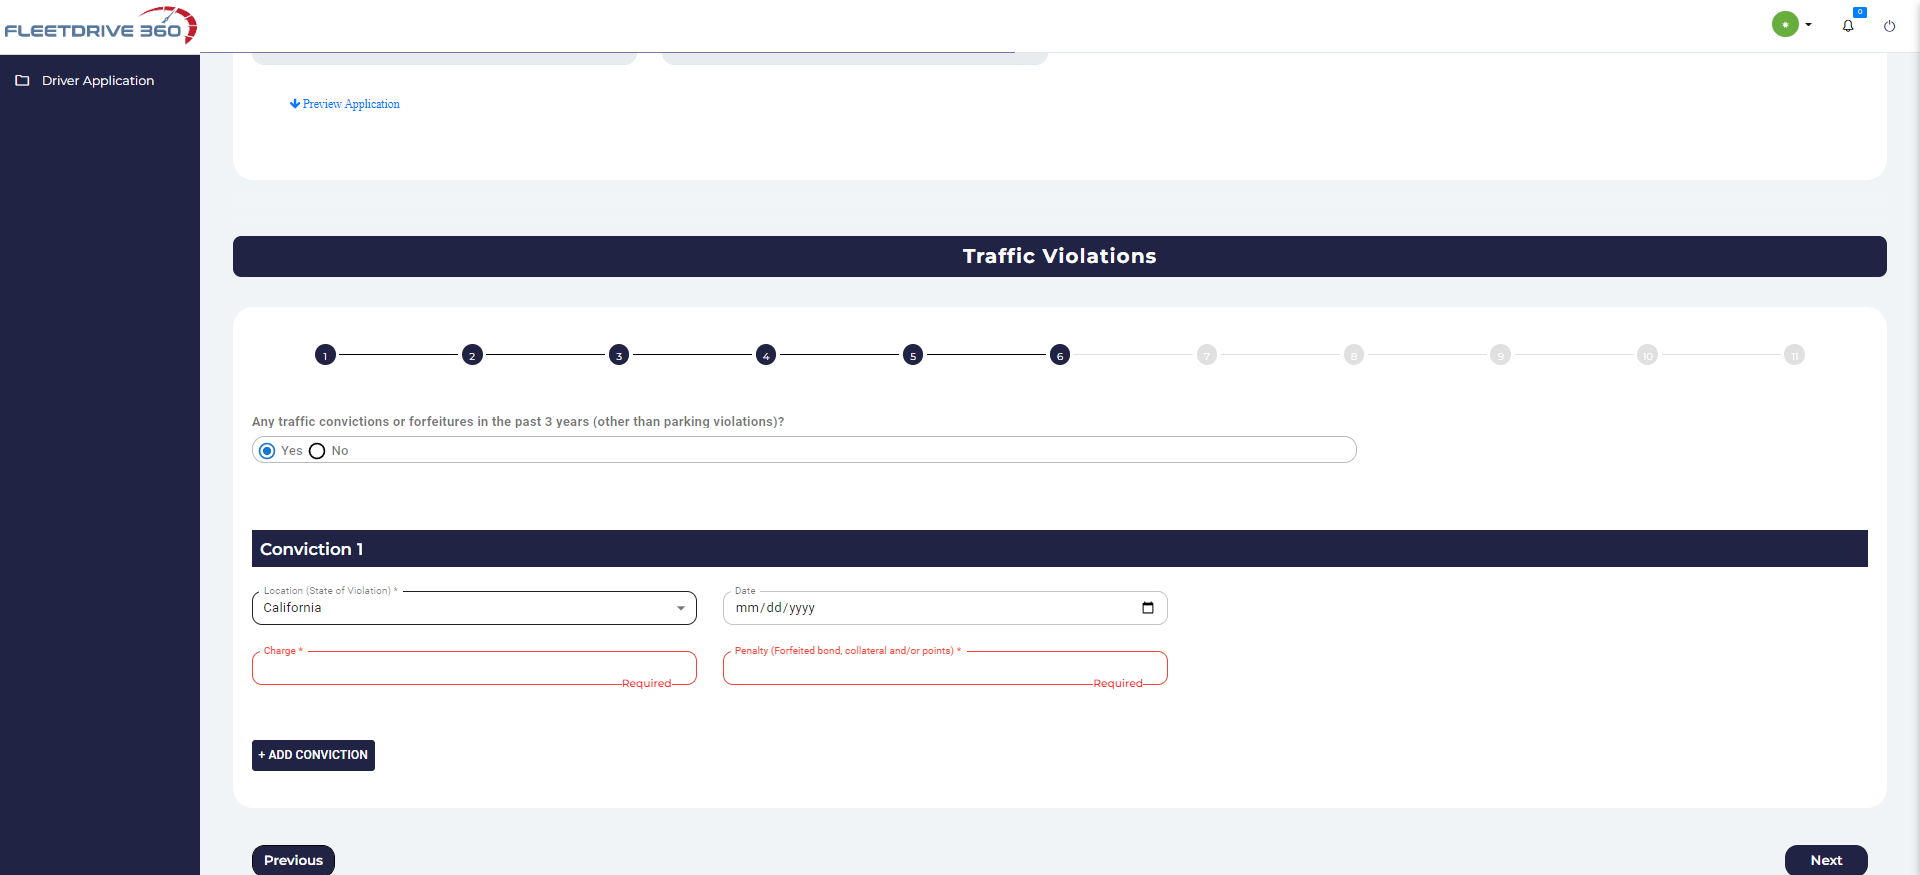 FLEETDRIVE 360
0
Driver Application
Preview Application
Traffic Violations
1 2 3 4 5 6 7 8 9 10 11
Any traffic convictions or forfeitures in the past 3 years (other than parking violations)?
Yes No
Conviction 1
Location (State of Violation) * Date
California mm/dd/yyyy
Charge * Penalty (Forfeited bond, collateral and/or points) *
Required Required
+ ADD CONVICTION
Previous Next